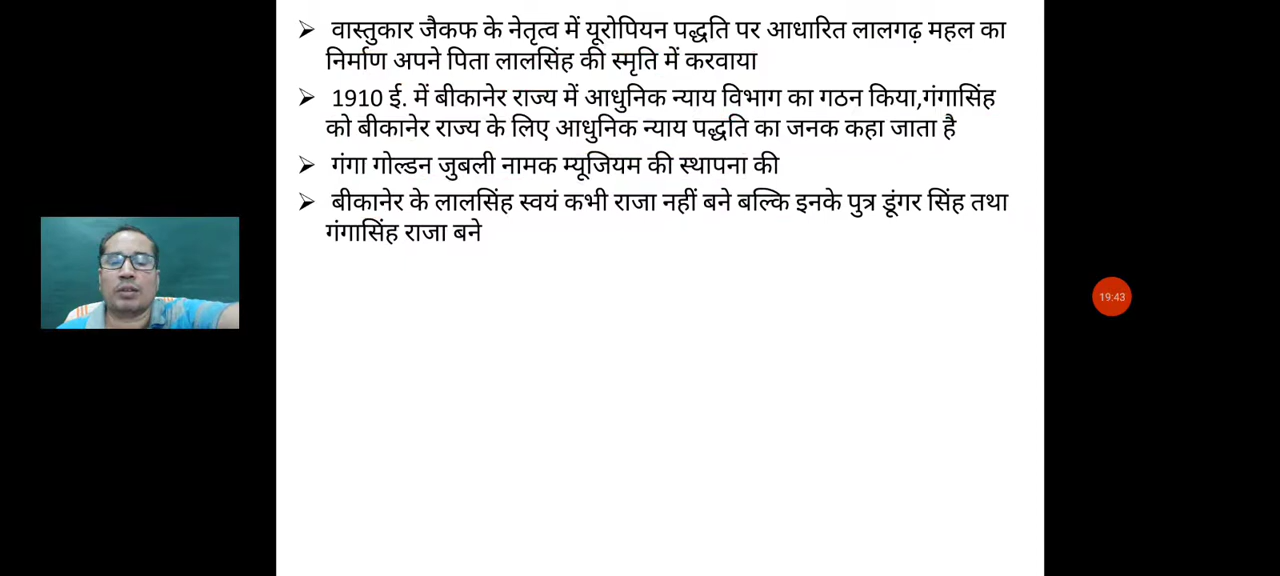 ➢ वास्तुकार जैकफ के नेतृत्व में यूरोपियन पद्धति पर आधारित लालगढ़ महल का
निर्माण अपने पिता लालसिंह की स्मृति में करवाया
➢ 1910 ई. में बीकानेर राज्य में आधुनिक न्याय विभाग का गठन किया,गंगासिंह
को बीकानेर राज्य के लिए आधुनिक न्याय पद्धति का जनक कहा जाता है
➢ गंगा गोल्डन जुबली नामक म्यूजियम की स्थापना की
➢ बीकानेर के लालसिंह स्वयं कभी राजा नहीं बने बल्कि इनके पुत्र डूंगर सिंह तथा
गंगासिंह राजा बने
19:43